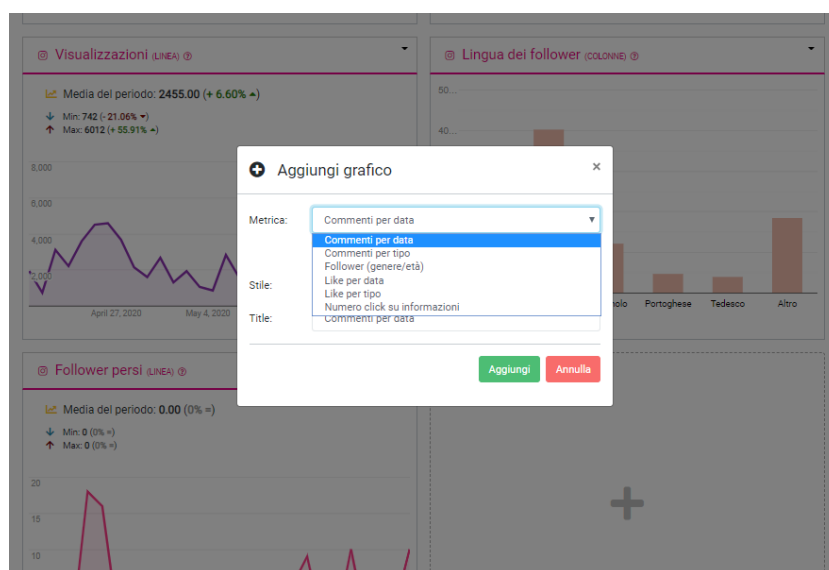 Visualizzazioni (LINEA)
Media del periodo: 2455.00 (+ 6.60% )
Min: 742 (- 21.06% )
Max: 6012 (+ 55.91% )
8,000
6,000
4,000
2,000
April 27, 2020 May 4, 2020
Lingua dei follower (COLONNE)
50...
40...
nolo Portoghese Tedesco Altro
Aggiungi grafico ×
Metrica: Commenti per data
Commenti per data
Commenti per tipo
Follower (genere/età)
Like per data
Like per tipo
Numero click su informazioni
Stile:
Title: Commenti per data
Aggiungi Annulla
Follower persi (LINEA)
Media del periodo: 0.00 (0% =)
Min: 0 (0% =)
Max: 0 (0% =)
20
15
10